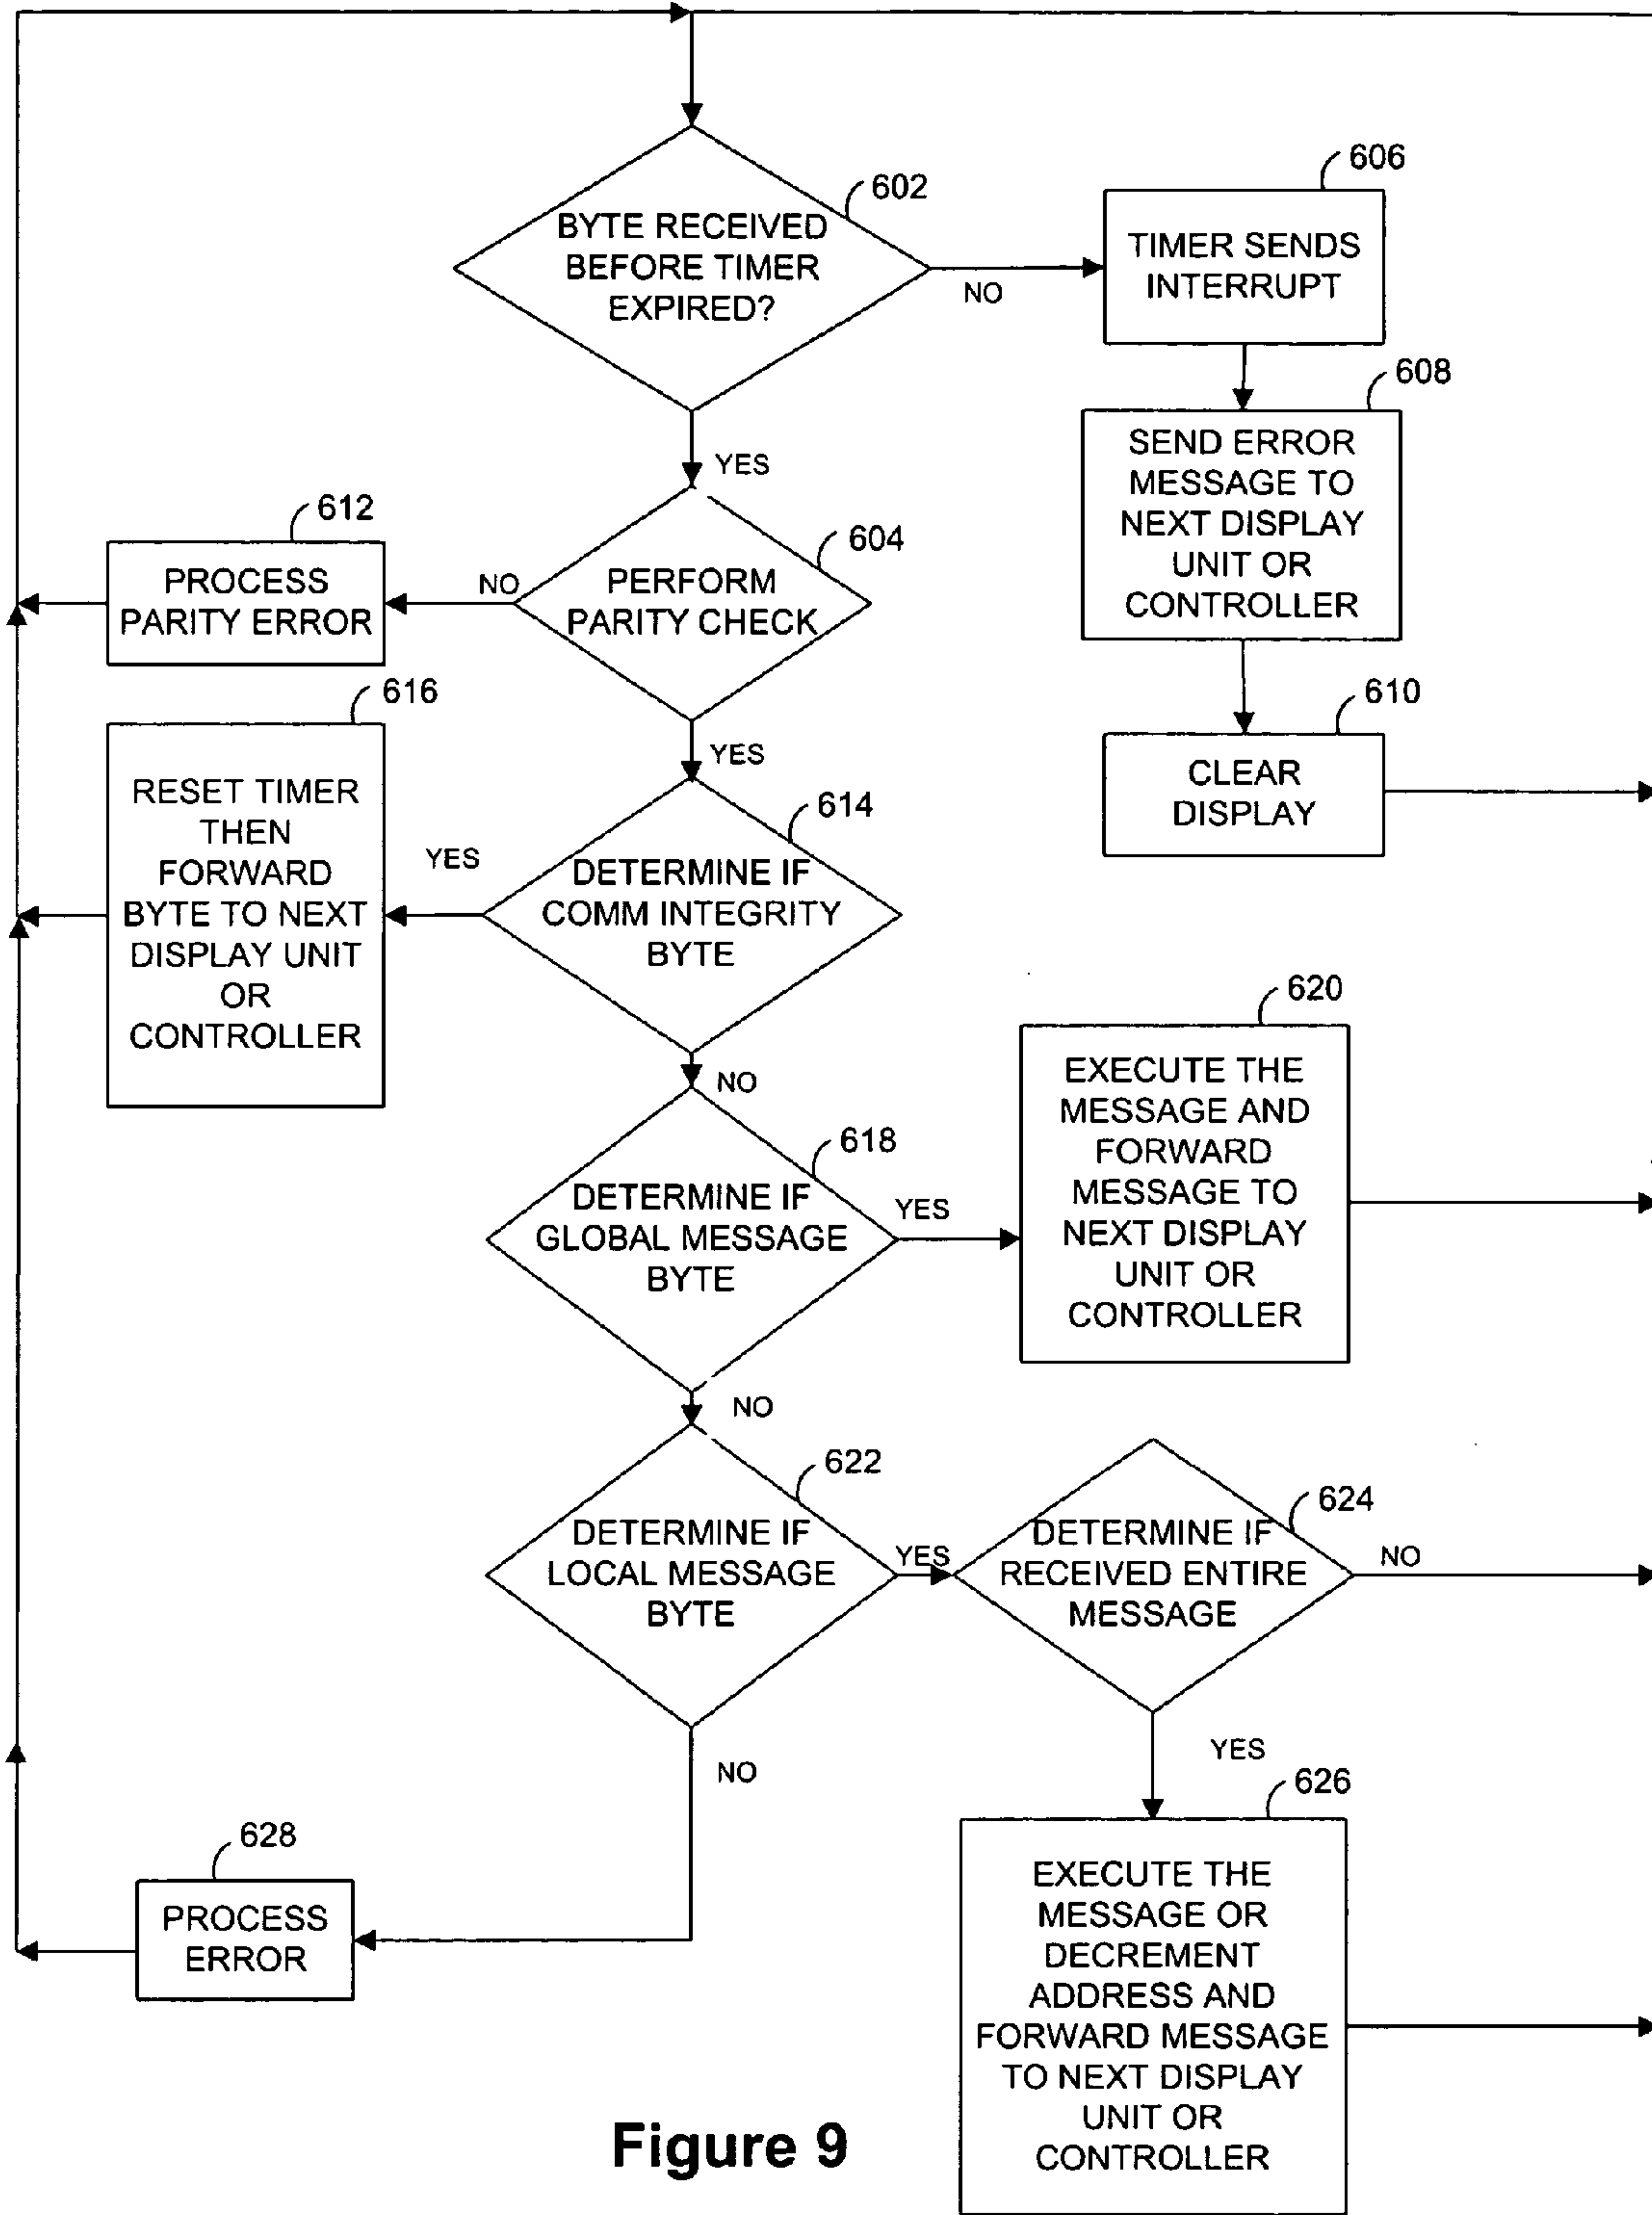 602
BYTE RECEIVED
BEFORE TIMER
EXPIRED?
NO
606
TIMER SENDS
INTERRUPT
608
SEND ERROR
MESSAGE TO
NEXT DISPLAY
UNIT OR
CONTROLLER
YES
612
PROCESS
PARITY ERROR
NO
604
PERFORM
PARITY CHECK
610
CLEAR
DISPLAY
YES
616
RESET TIMER
THEN
FORWARD
BYTE TO NEXT
DISPLAY UNIT
OR
CONTROLLER
YES
614
DETERMINE IF
COMM INTEGRITY
BYTE
NO
618
DETERMINE IF
GLOBAL MESSAGE
BYTE
YES
620
EXECUTE THE
MESSAGE AND
FORWARD
MESSAGE TO
NEXT DISPLAY
UNIT OR
CONTROLLER
NO
622
DETERMINE IF
LOCAL MESSAGE
BYTE
YES
624
DETERMINE IF
RECEIVED ENTIRE
MESSAGE
NO
YES
NO
626
EXECUTE THE
MESSAGE OR
DECREMENT
ADDRESS AND
FORWARD MESSAGE
TO NEXT DISPLAY
UNIT OR
CONTROLLER
628
PROCESS
ERROR
Figure 9